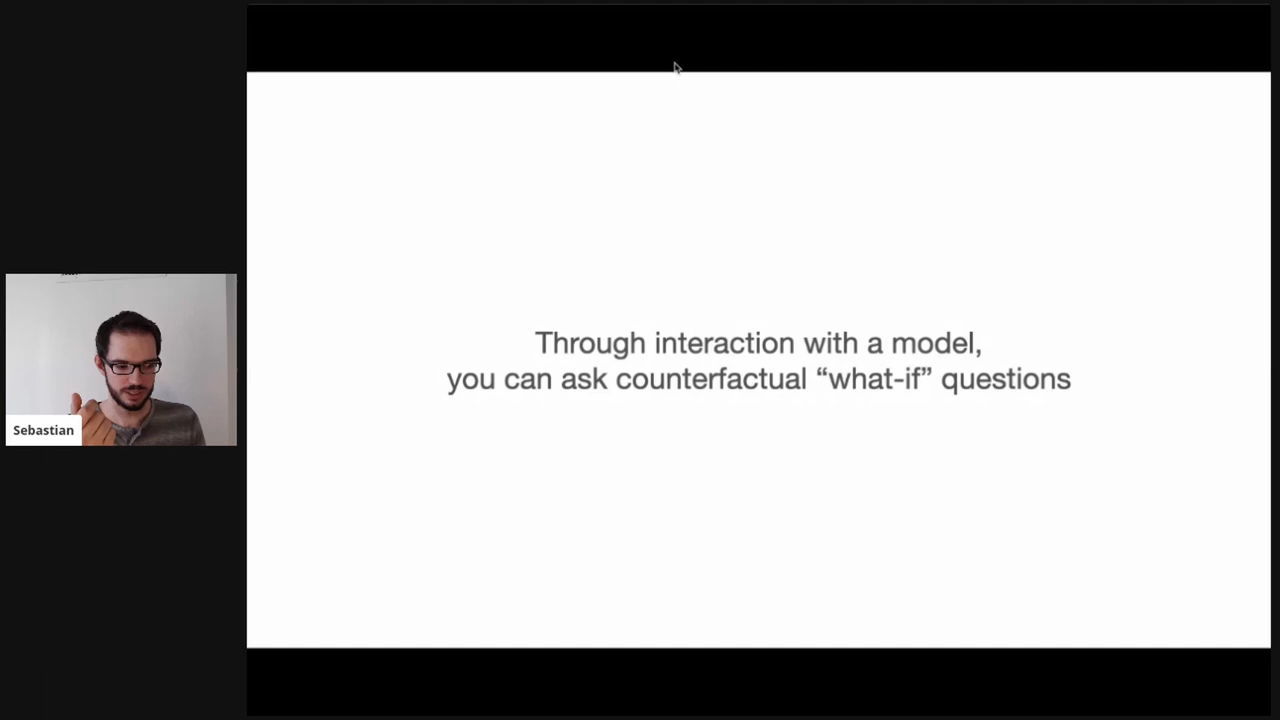 Through interaction with a model,
you can ask counterfactual “what-if” questions
Sebastian